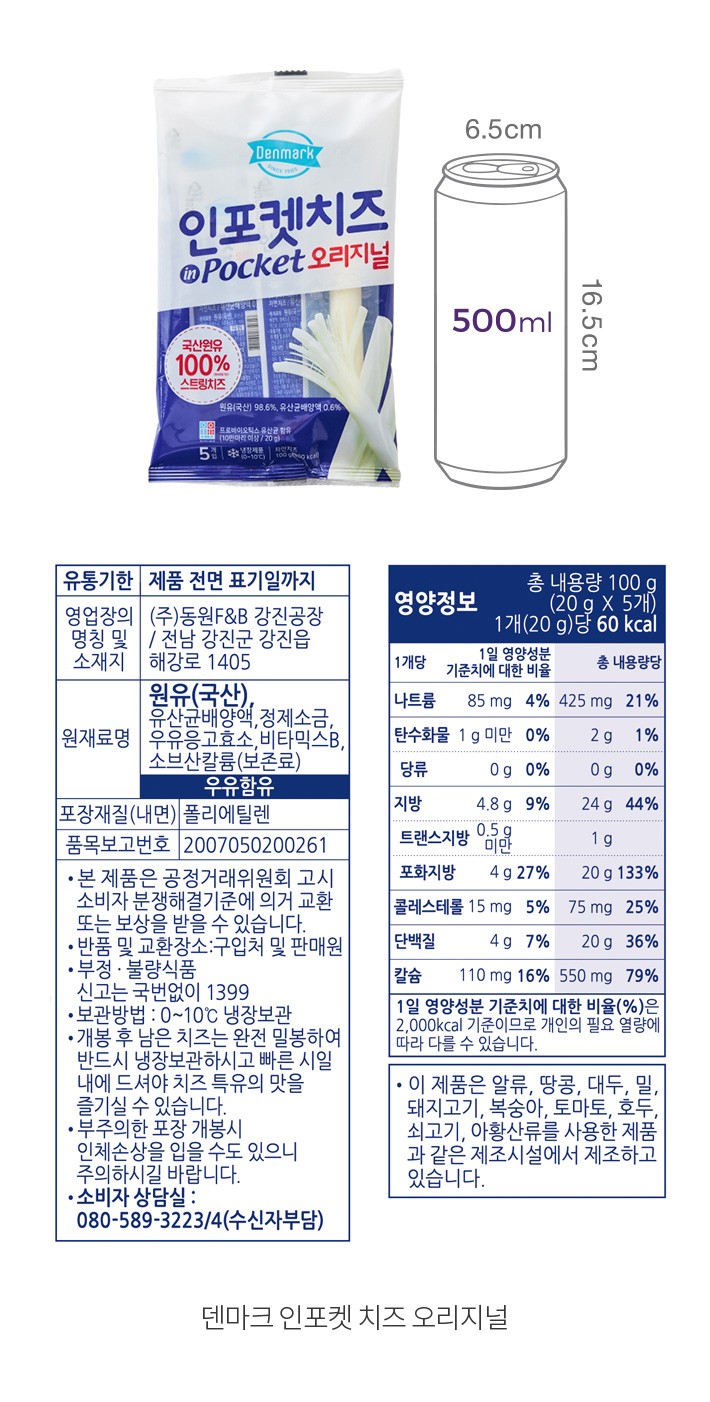 Denmark
SINCE 1985
인포켓치즈
in Pocket 오리지널
국산원유
100%
스트링치즈
원유(국산) 98.6%, 유산균배양액 0.6%
프로바이오틱스 유산균 함유
(10만마리 이상 / 20 g)
5개입
냉장제품
(0~10℃)
자연치즈
100 g
6.5cm
500ml
16.5cm
유통기한 제품 전면 표기일까지
영업장의 명칭 및 소재지
(주)동원F&B 강진공장
/ 전남 강진군 강진읍
해강로 1405
원재료명
원유(국산),
유산균배양액,정제소금,
우유응고효소,비타믹스B,
소브산칼륨(보존료)
우유함유
포장재질(내면) 폴리에틸렌
품목보고번호 2007050200261
• 본 제품은 공정거래위원회 고시
소비자 분쟁해결기준에 의거 교환
또는 보상을 받을 수 있습니다.
• 반품 및 교환장소:구입처 및 판매원
• 부정 · 불량식품
신고는 국번없이 1399
• 보관방법 : 0~10℃ 냉장보관
• 개봉 후 남은 치즈는 완전 밀봉하여
반드시 냉장보관하시고 빠른 시일
내에 드셔야 치즈 특유의 맛을
즐기실 수 있습니다.
• 부주의한 포장 개봉시
인체손상을 입을 수도 있으니
주의하시길 바랍니다.
• 소비자 상담실 :
080-589-3223/4(수신자부담)
영양정보
총 내용량 100 g
(20 g X 5개)
1개(20 g)당 60 kcal
1개당 1일 영양성분 기준치에 대한 비율 총 내용량당
나트륨 85 mg 4% 425 mg 21%
탄수화물 1 g 미만 0% 2 g 1%
당류 0 g 0% 0 g 0%
지방 4.8 g 9% 24 g 44%
트랜스지방 0.5 g 미만 1 g
포화지방 4 g 27% 20 g 133%
콜레스테롤 15 mg 5% 75 mg 25%
단백질 4 g 7% 20 g 36%
칼슘 110 mg 16% 550 mg 79%
1일 영양성분 기준치에 대한 비율(%)은
2,000kcal 기준이므로 개인의 필요 열량에
따라 다를 수 있습니다.
• 이 제품은 알류, 땅콩, 대두, 밀,
돼지고기, 복숭아, 토마토, 호두,
쇠고기, 아황산류를 사용한 제품
과 같은 제조시설에서 제조하고
있습니다.
덴마크 인포켓 치즈 오리지널